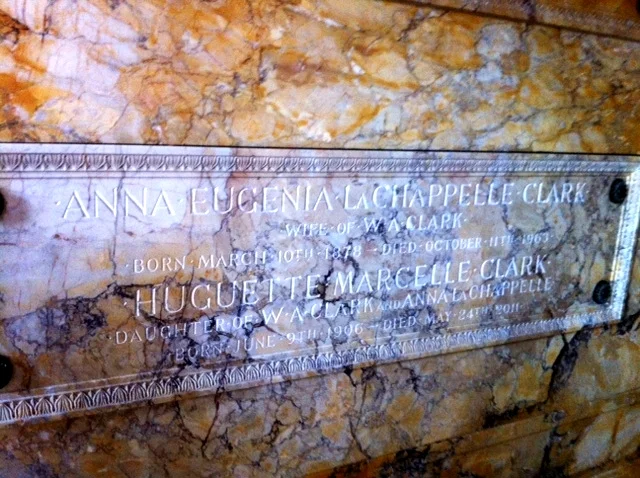 ·ANNA·EUGENIA·LaCHAPPELLE·CLARK·
·WIFE·OF·W·A·CLARK·
·BORN·MARCH·10TH·1878–DIED·OCTOBER·11TH·1963·
·HUGUETTE·MARCELLE·CLARK·
·DAUGHTER·OF·W·A·CLARK AND ANNA·LaCHAPPELLE·
BORN·JUNE·9TH·1906–DIED·MAY·24TH·2011·